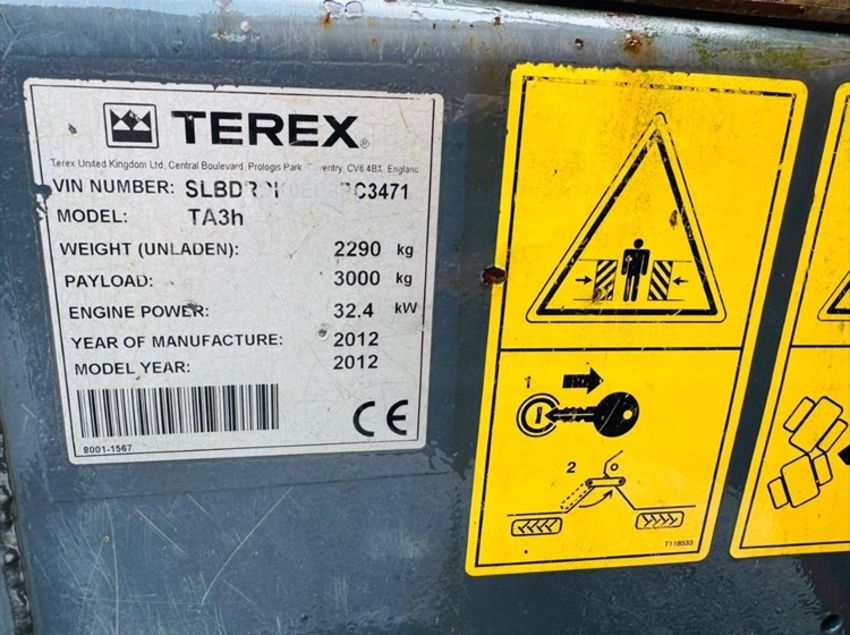 TEREX®
Terex United Kingdom Ltd, Central Boulevard, Prologis Park, Coventry, CV6 4BX, England
VIN NUMBER:
MODEL: TA3h
WEIGHT (UNLADEN): 2290 kg
PAYLOAD: 3000 kg
ENGINE POWER: 32.4 kW
YEAR OF MANUFACTURE: 2012
MODEL YEAR: 2012
8001-1567
CE
1
2
T118533